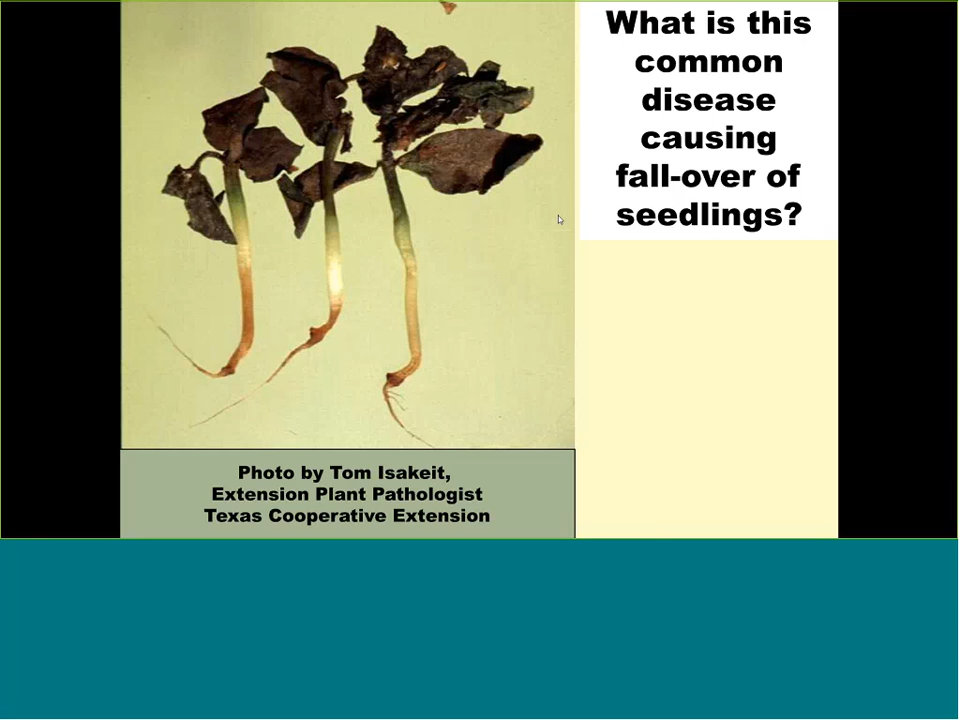 What is this
common
disease
causing
fall-over of
seedlings?
Photo by Tom Isakeit,
Extension Plant Pathologist
Texas Cooperative Extension